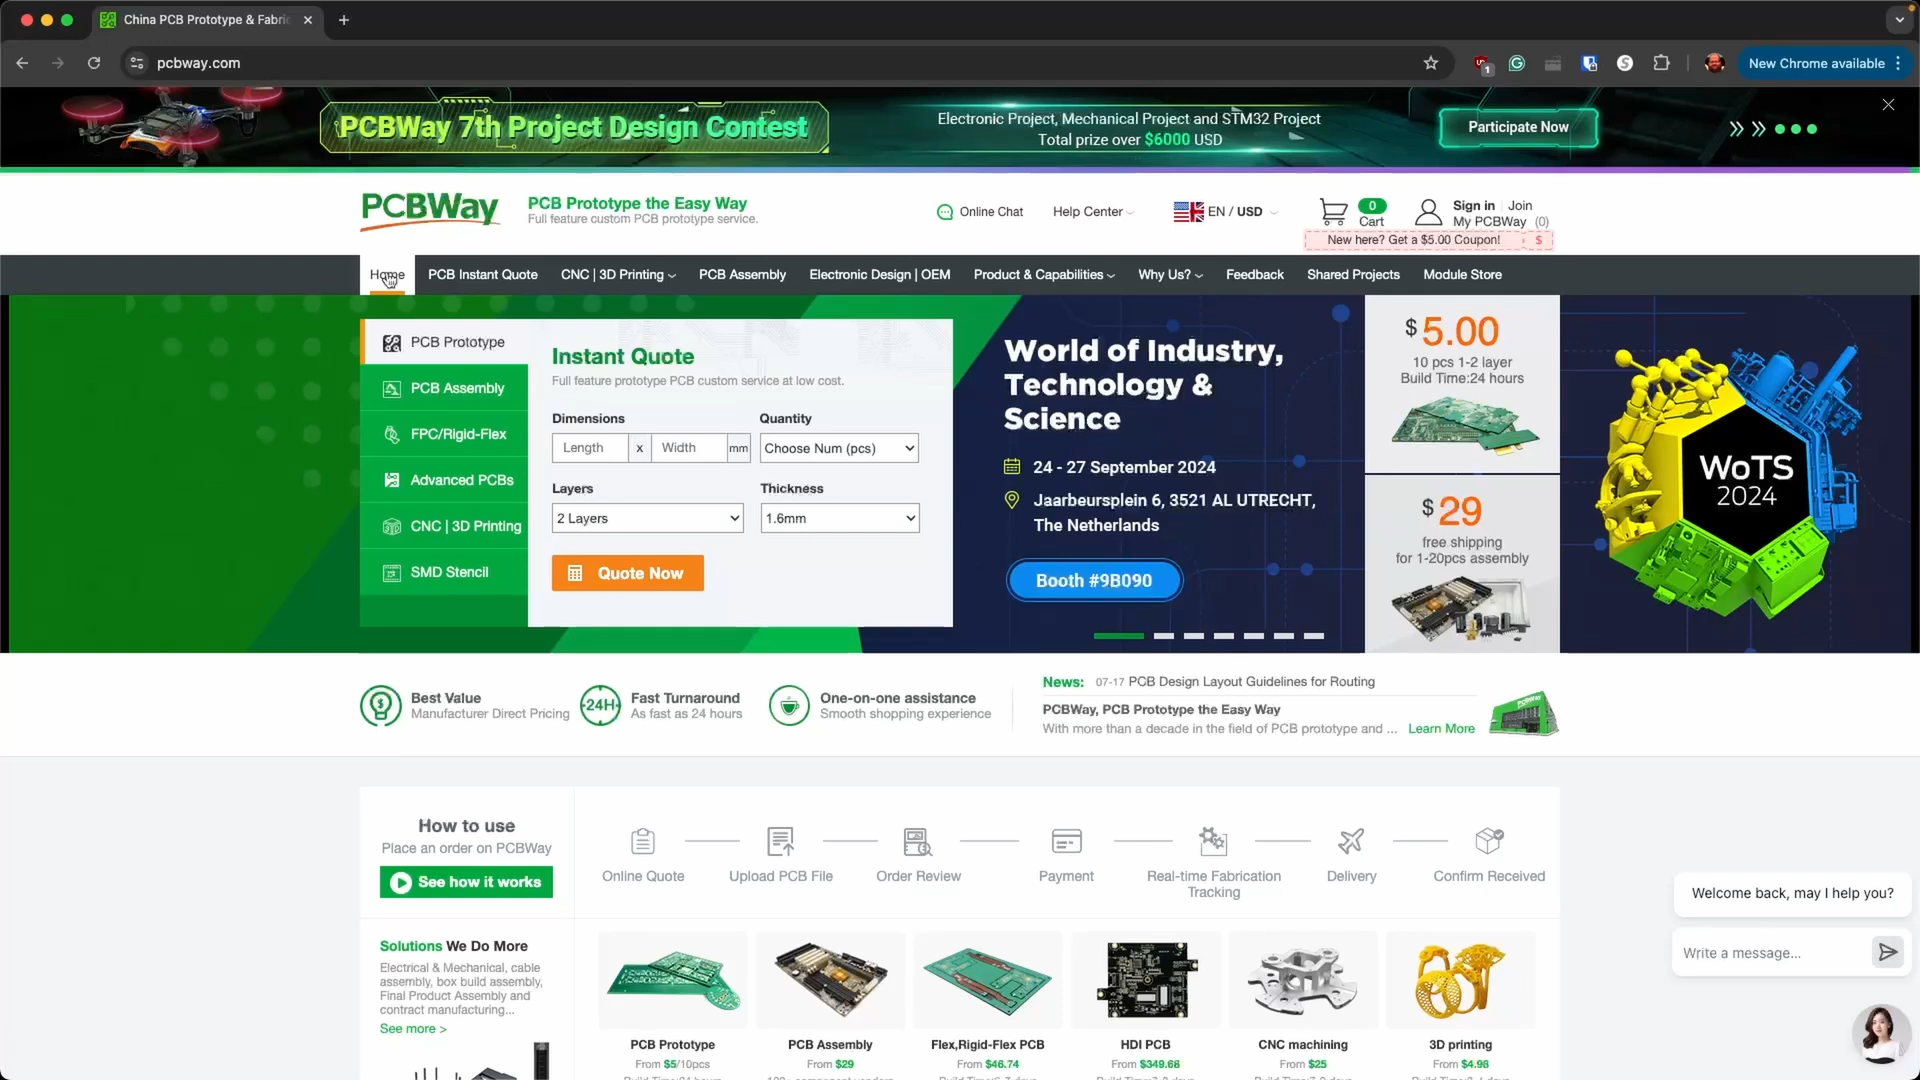 China PCB Prototype & Fabric
pcbway.com
1
New Chrome available
PCBWay 7th Project Design Contest
Electronic Project, Mechanical Project and STM32 Project
Total prize over $6000 USD
Participate Now
PCBWay
PCB Prototype the Easy Way
Full feature custom PCB prototype service.
Online Chat
Help Center
EN / USD
0
Cart
Sign in | Join
My PCBWay (0)
New here? Get a $5.00 Coupon!
$
Home
PCB Instant Quote
CNC | 3D Printing
PCB Assembly
Electronic Design | OEM
Product & Capabilities
Why Us?
Feedback
Shared Projects
Module Store
PCB Prototype
PCB Assembly
FPC/Rigid-Flex
Advanced PCBs
CNC | 3D Printing
SMD Stencil
Instant Quote
Full feature prototype PCB custom service at low cost.
Dimensions
Quantity
Length x Width mm
Choose Num (pcs)
Layers
Thickness
2 Layers
1.6mm
Quote Now
World of Industry,
Technology &
Science
24 - 27 September 2024
Jaarbeursplein 6, 3521 AL UTRECHT,
The Netherlands
Booth #9B090
$ 5.00
10 pcs 1-2 layer
Build Time:24 hours
$ 29
free shipping
for 1-20pcs assembly
WoTS
2024
Best Value
Manufacturer Direct Pricing
24H
Fast Turnaround
As fast as 24 hours
One-on-one assistance
Smooth shopping experience
News: 07-17 PCB Design Layout Guidelines for Routing
PCBWay, PCB Prototype the Easy Way
With more than a decade in the field of PCB prototype and ... Learn More
How to use
Place an order on PCBWay
See how it works
Online Quote
Upload PCB File
Order Review
Payment
Real-time Fabrication
Tracking
Delivery
Confirm Received
Solutions We Do More
Electrical & Mechanical, cable
assembly, box build assembly,
Final Product Assembly and
contract manufacturing...
See more >
PCB Prototype
From $5/10pcs
PCB Assembly
From $29
Flex,Rigid-Flex PCB
From $46.74
HDI PCB
From $349.68
CNC machining
From $25
3D printing
From $4.98
Welcome back, may I help you?
Write a message...